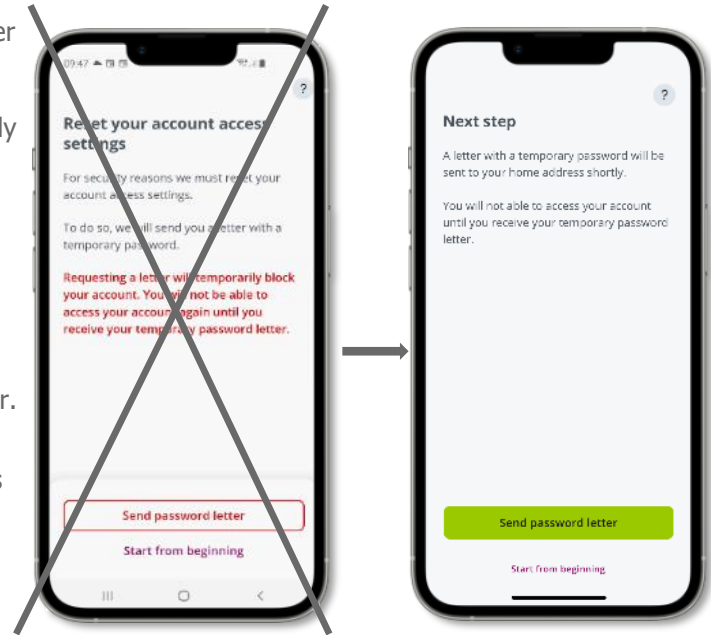 er
ly
r.
s
09:47
?
Reset your account access
settings
For security reasons we must reset your
account access settings.
To do so, we will send you a letter with a
temporary password.
Requesting a letter will temporarily block
your account. You will not be able to
access your account again until you
receive your temporary password letter.
Send password letter
Start from beginning
?
Next step
A letter with a temporary password will be
sent to your home address shortly.
You will not able to access your account
until you receive your temporary password
letter.
Send password letter
Start from beginning